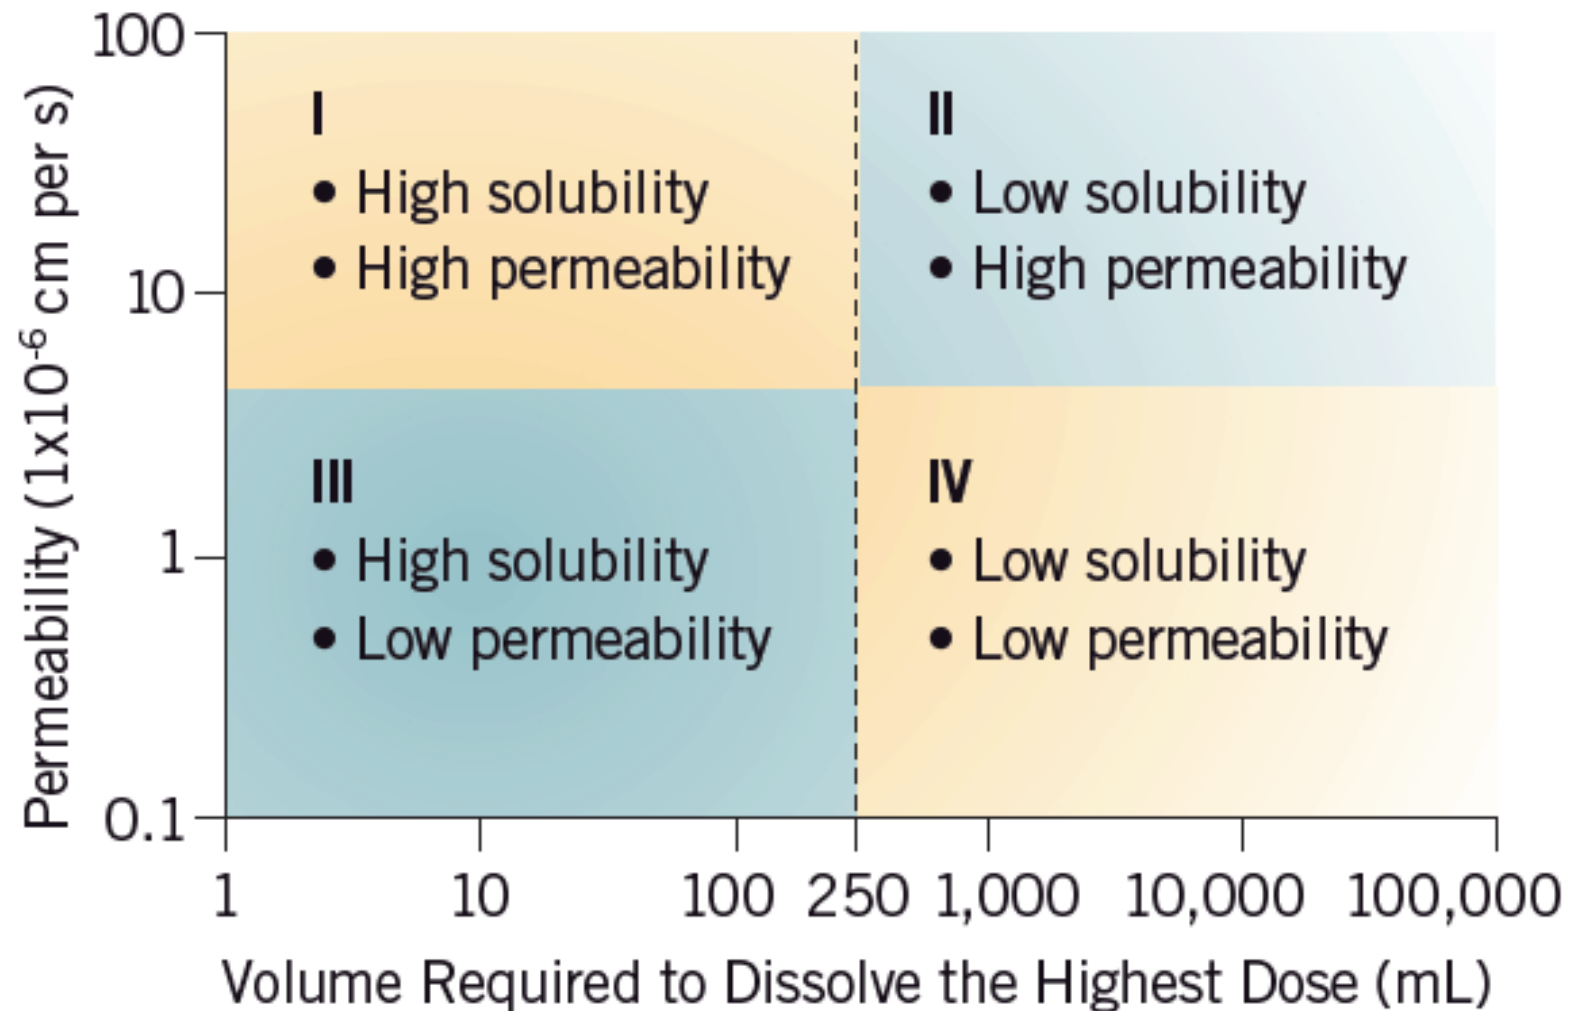 Permeability (1x10⁻⁶ cm per s)
100
10
1
0.1
I
• High solubility
• High permeability
II
• Low solubility
• High permeability
III
• High solubility
• Low permeability
IV
• Low solubility
• Low permeability
1 10 100 250 1,000 10,000 100,000
Volume Required to Dissolve the Highest Dose (mL)